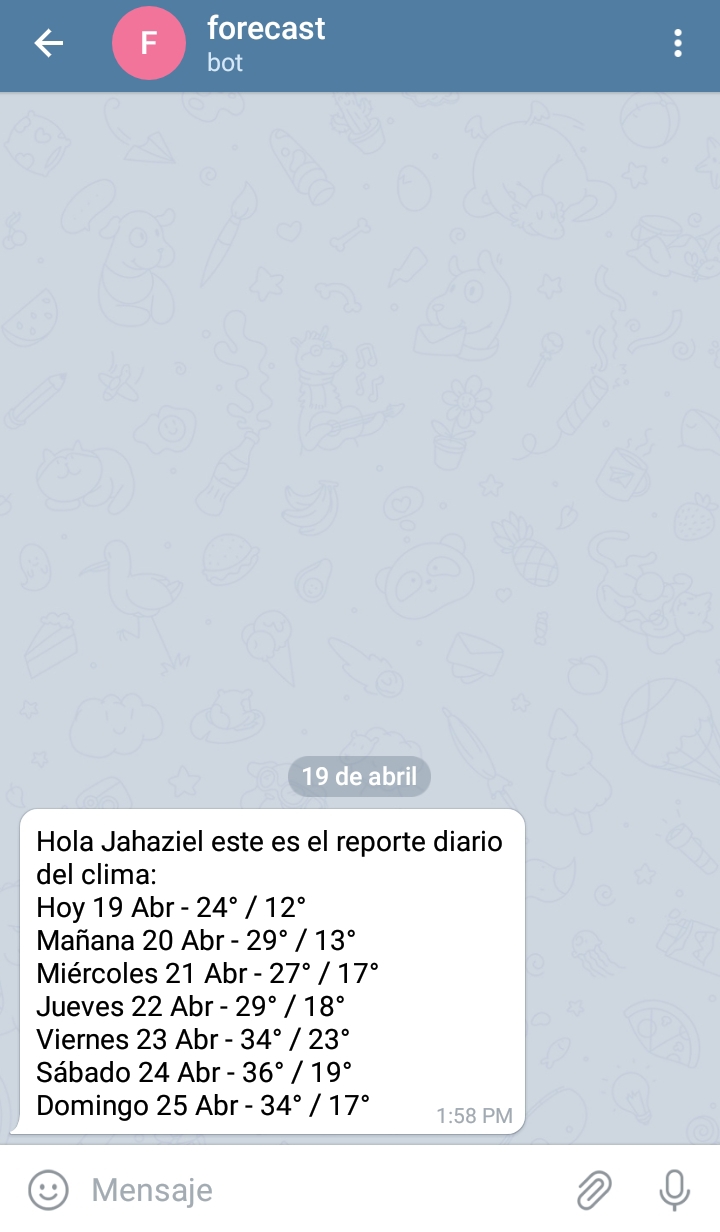 F
forecast
bot
19 de abril
Hola Jahaziel este es el reporte diario
del clima:
Hoy 19 Abr - 24° / 12°
Mañana 20 Abr - 29° / 13°
Miércoles 21 Abr - 27° / 17°
Jueves 22 Abr - 29° / 18°
Viernes 23 Abr - 34° / 23°
Sábado 24 Abr - 36° / 19°
Domingo 25 Abr - 34° / 17°
1:58 PM
Mensaje